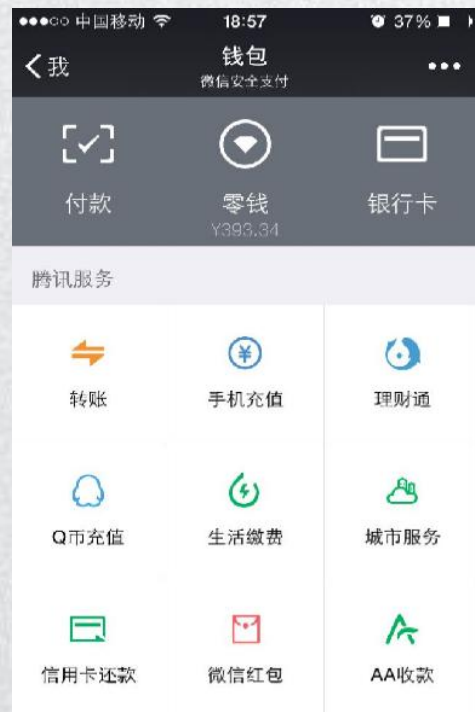 中国移动 18:57 37%
我 钱包
微信安全支付
付款 零钱 银行卡
¥393.34
腾讯服务
转账 手机充值 理财通
Q币充值 生活缴费 城市服务
信用卡还款 微信红包 AA收款